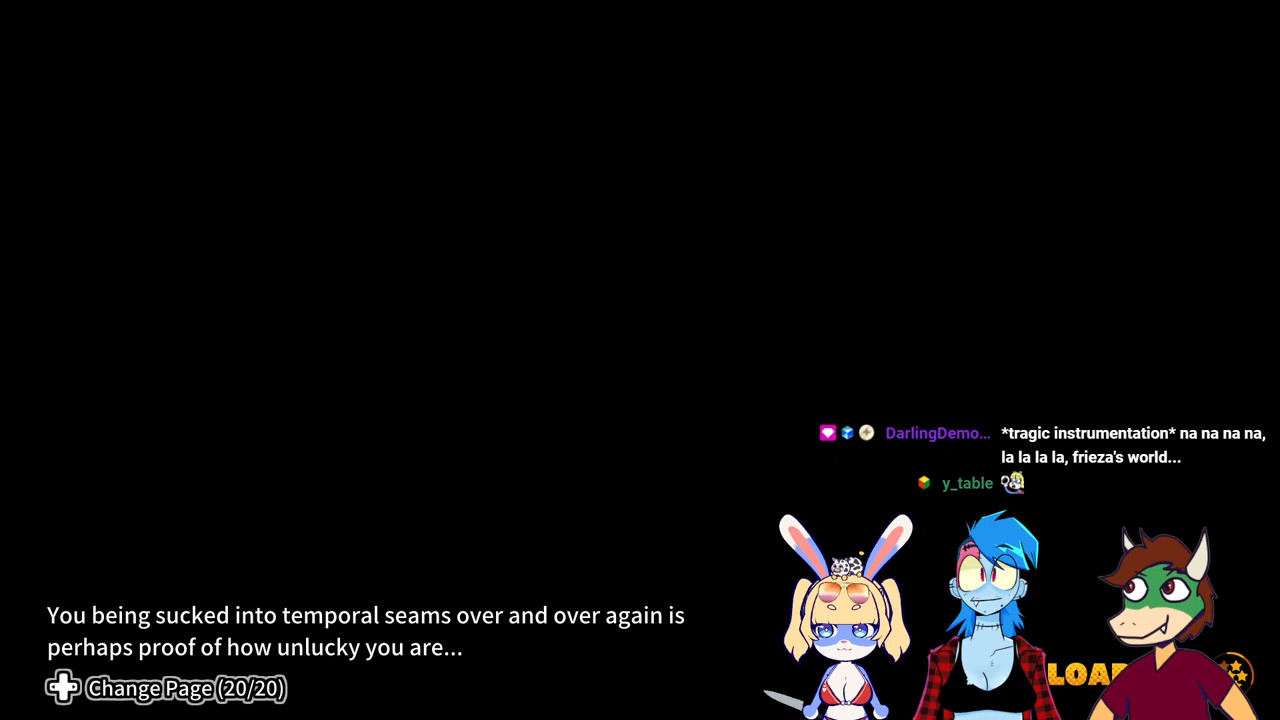 DarlingDemo... *tragic instrumentation* na na na na,
la la la la, frieza's world...
y_table
You being sucked into temporal seams over and over again is
perhaps proof of how unlucky you are...
Change Page (20/20)